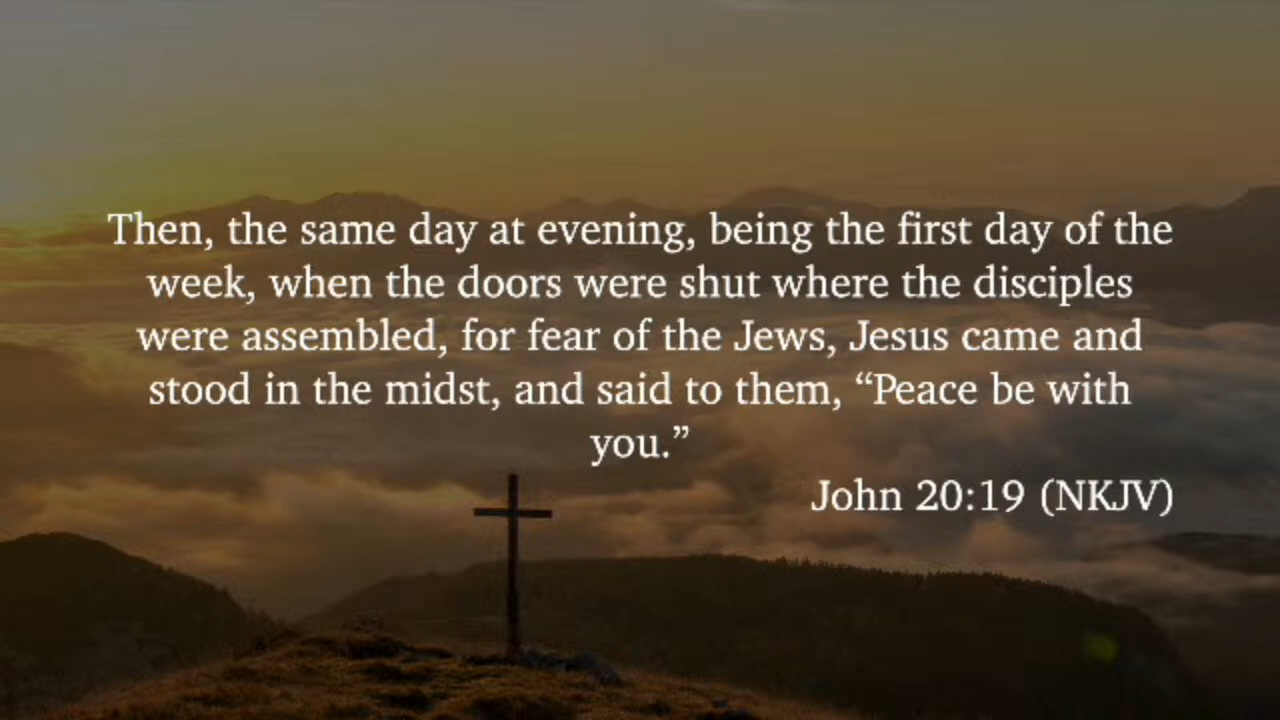 Then, the same day at evening, being the first day of the
week, when the doors were shut where the disciples
were assembled, for fear of the Jews, Jesus came and
stood in the midst, and said to them, “Peace be with
you.”
John 20:19 (NKJV)